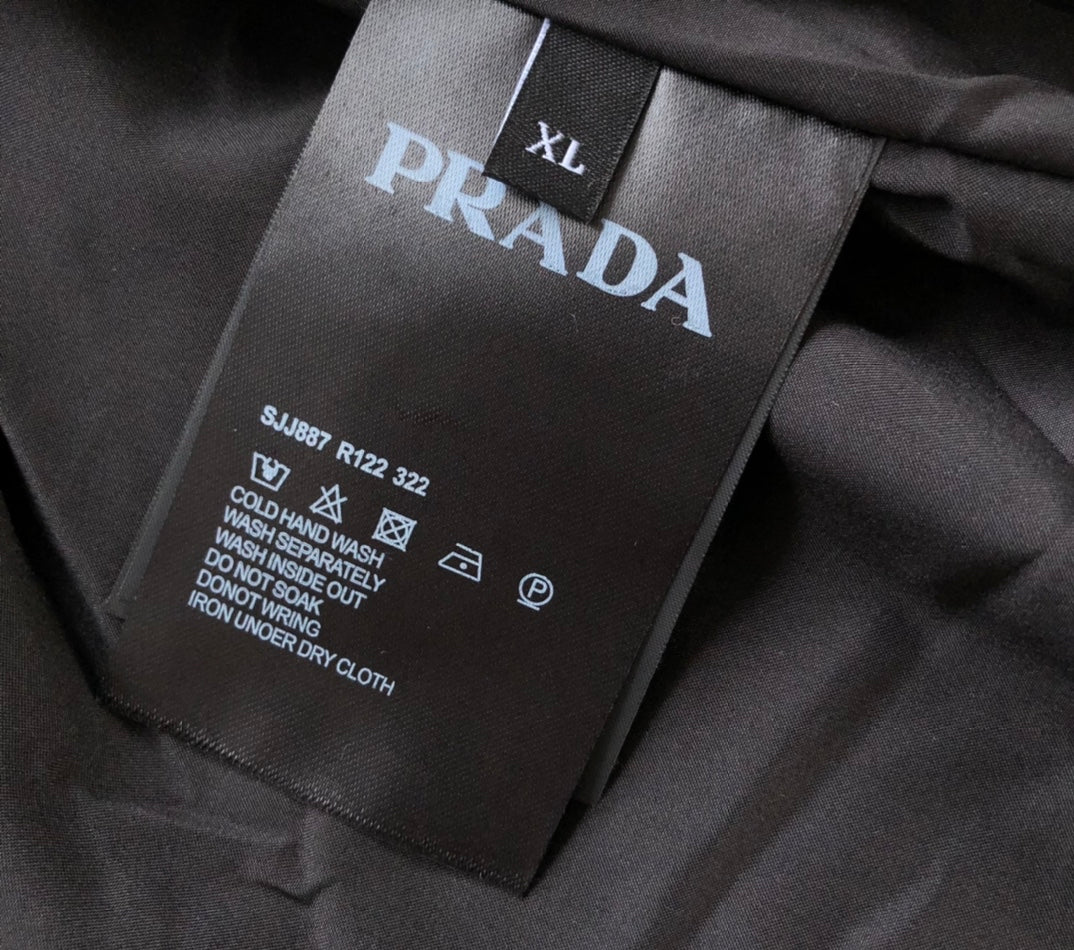 XL
PRADA
SJJ887 R122 322
P
COLD HAND WASH
WASH SEPARATELY
WASH INSIDE OUT
DO NOT SOAK
DONOT WRING
IRON UNOER DRY CLOTH